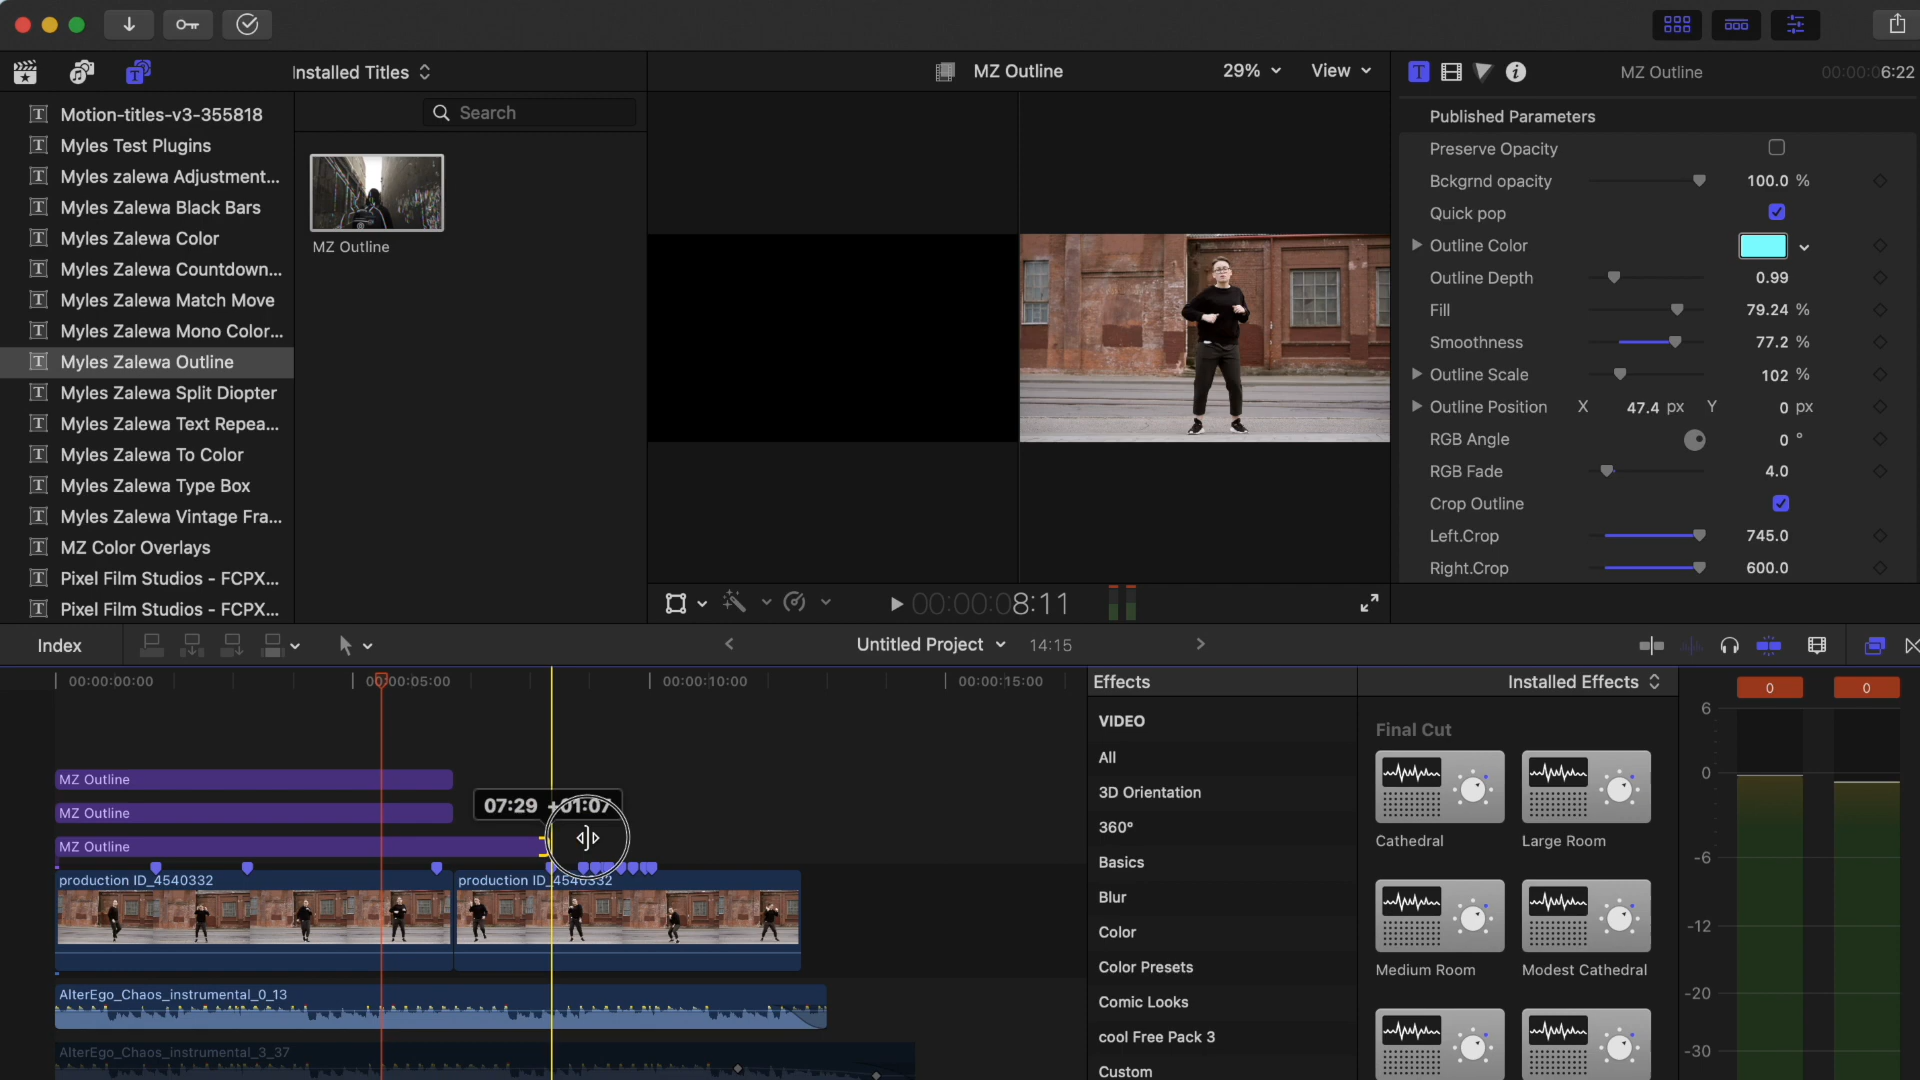 Installed Titles
MZ Outline
29%
View
MZ Outline
00:00:06:22
Motion-titles-v3-355818
Myles Test Plugins
Myles zalewa Adjustment...
Myles Zalewa Black Bars
Myles Zalewa Color
Myles Zalewa Countdown...
Myles Zalewa Match Move
Myles Zalewa Mono Color...
Myles Zalewa Outline
Myles Zalewa Split Diopter
Myles Zalewa Text Repea...
Myles Zalewa To Color
Myles Zalewa Type Box
Myles Zalewa Vintage Fra...
MZ Color Overlays
Pixel Film Studios - FCPX...
Pixel Film Studios - FCPX...
Search
MZ Outline
Published Parameters
Preserve Opacity
Bckgrnd opacity 100.0 %
Quick pop
Outline Color
Outline Depth 0.99
Fill 79.24 %
Smoothness 77.2 %
Outline Scale 102 %
Outline Position X 47.4 px Y 0 px
RGB Angle 0 °
RGB Fade 4.0
Crop Outline
Left.Crop 745.0
Right.Crop 600.0
00:00:08:11
Index
Untitled Project 14:15
00:00:00:00
00:00:05:00
00:00:10:00
00:00:15:00
MZ Outline
MZ Outline
07:29 +01:07
MZ Outline
production ID_4540332
production ID_4540332
AlterEgo_Chaos_instrumental_0_13
AlterEgo_Chaos_instrumental_3_37
Effects
Installed Effects
VIDEO
All
3D Orientation
360°
Basics
Blur
Color
Color Presets
Comic Looks
cool Free Pack 3
Custom
Final Cut
Cathedral
Large Room
Medium Room
Modest Cathedral
0
0
6
0
-6
-12
-20
-30